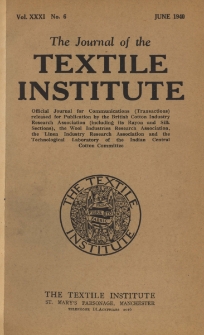 Vol. XXXI No. 6 JUNE 1940
The Journal of the
TEXTILE
INSTITUTE
Official Journal for Communications (Transactions)
released for Publication by the British Cotton Industry
Research Association (including its Rayon and Silk
Sections), the Wool Industries Research Association,
the Linen Industry Research Association and the
Technological Laboratory of the Indian Central
Cotton Committee
THE TEXTILE
INSTITUTE
THE TEXTILE INSTITUTE
ST. MARY'S PARSONAGE, MANCHESTER